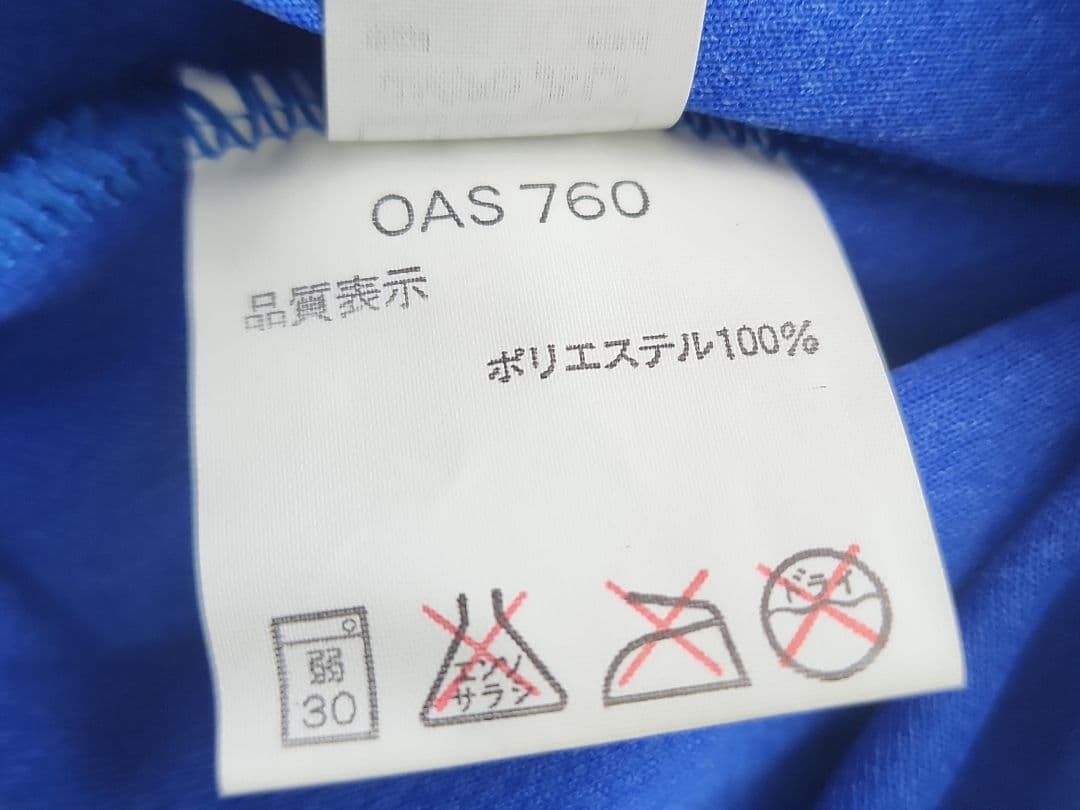 OAS 760
品質表示
ポリエステル100%
弱
30
エンソ
サラシ
ドライ